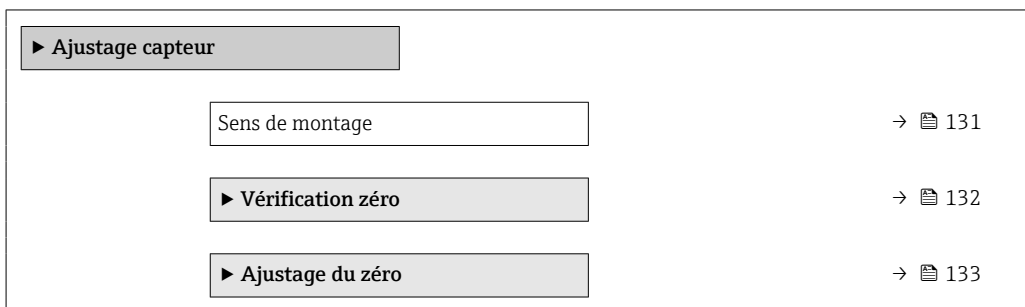 ▶ Ajustage capteur
Sens de montage → 131
▶ Vérification zéro → 132
▶ Ajustage du zéro → 133